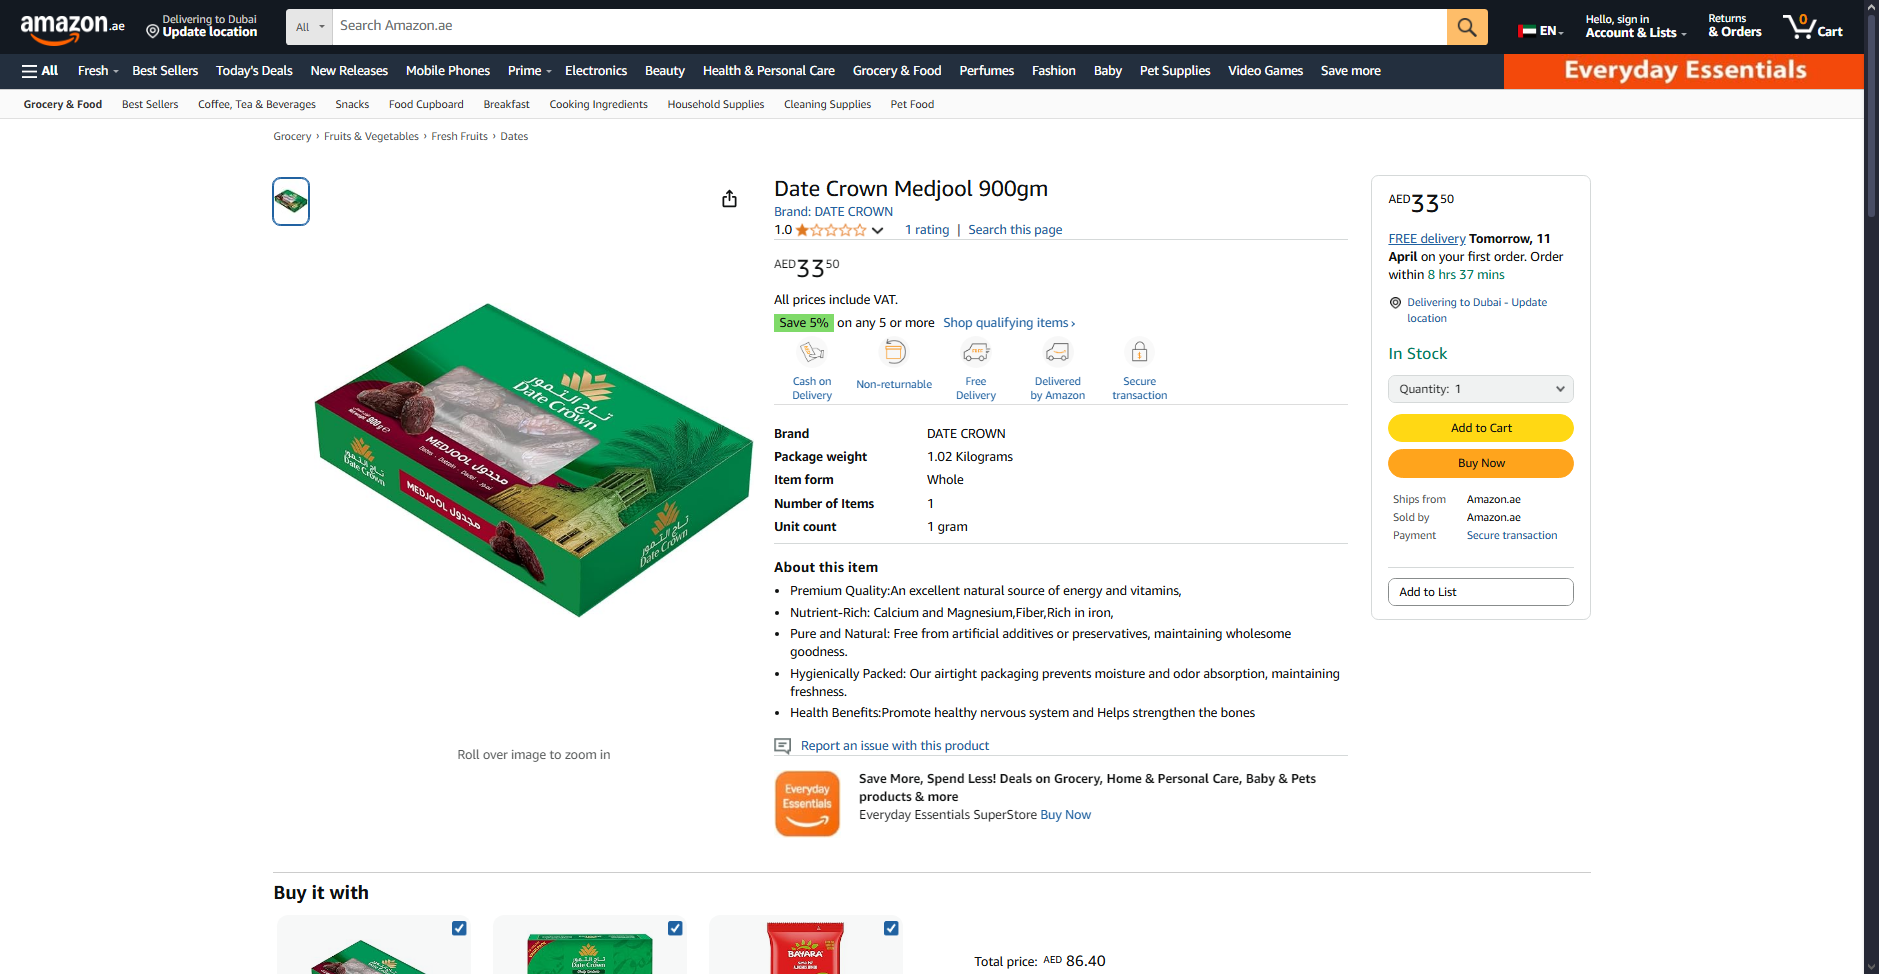 amazon.ae
Delivering to Dubai
Update location
All
Search Amazon.ae
EN
Hello, sign in
Account & Lists
Returns
& Orders
0
Cart
All
Fresh
Best Sellers
Today's Deals
New Releases
Mobile Phones
Prime
Electronics
Beauty
Health & Personal Care
Grocery & Food
Perfumes
Fashion
Baby
Pet Supplies
Video Games
Save more
Everyday Essentials
Grocery & Food
Best Sellers
Coffee, Tea & Beverages
Snacks
Food Cupboard
Breakfast
Cooking Ingredients
Household Supplies
Cleaning Supplies
Pet Food
Grocery › Fruits & Vegetables › Fresh Fruits › Dates
تاج التمور
Date Crown
900g e
MEDJOOL مجدول
تاج التمور
Date Crown
MEDJOOL مجدول
تاج التمور
Date Crown
Roll over image to zoom in
Date Crown Medjool 900gm
Brand: DATE CROWN
1.0
1 rating | Search this page
AED33 50
All prices include VAT.
Save 5% on any 5 or more Shop qualifying items ›
Cash on
Delivery
Non-returnable
Free
Delivery
Delivered
by Amazon
Secure
transaction
Brand DATE CROWN
Package weight 1.02 Kilograms
Item form Whole
Number of Items 1
Unit count 1 gram
About this item
• Premium Quality:An excellent natural source of energy and vitamins,
• Nutrient-Rich: Calcium and Magnesium,Fiber,Rich in iron,
• Pure and Natural: Free from artificial additives or preservatives, maintaining wholesome
goodness.
• Hygienically Packed: Our airtight packaging prevents moisture and odor absorption, maintaining
freshness.
• Health Benefits:Promote healthy nervous system and Helps strengthen the bones
Report an issue with this product
Everyday
Essentials
Save More, Spend Less! Deals on Grocery, Home & Personal Care, Baby & Pets
products & more
Everyday Essentials SuperStore Buy Now
AED33 50
FREE delivery Tomorrow, 11
April on your first order. Order
within 8 hrs 37 mins
Delivering to Dubai - Update
location
In Stock
Quantity: 1
Add to Cart
Buy Now
Ships from Amazon.ae
Sold by Amazon.ae
Payment Secure transaction
Add to List
Buy it with
Date Crown
BAYARA
Total price: AED 86.40